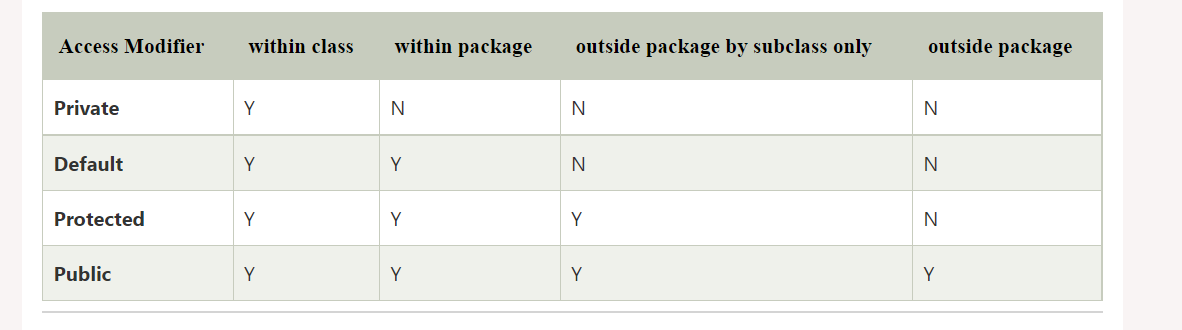 Access Modifier within class within package outside package by subclass only outside package
Private Y N N N
Default Y Y N N
Protected Y Y Y N
Public Y Y Y Y